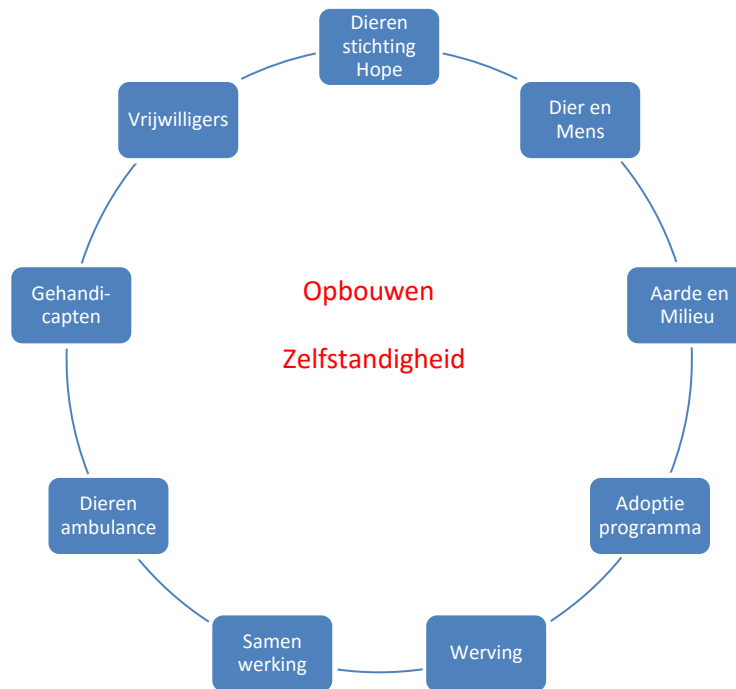 Dieren
stichting
Hope
Dier en
Mens
Aarde en
Milieu
Adoptie
programma
Werving
Samen
werking
Dieren
ambulance
Gehandi-
capten
Vrijwilligers
Opbouwen
Zelfstandigheid